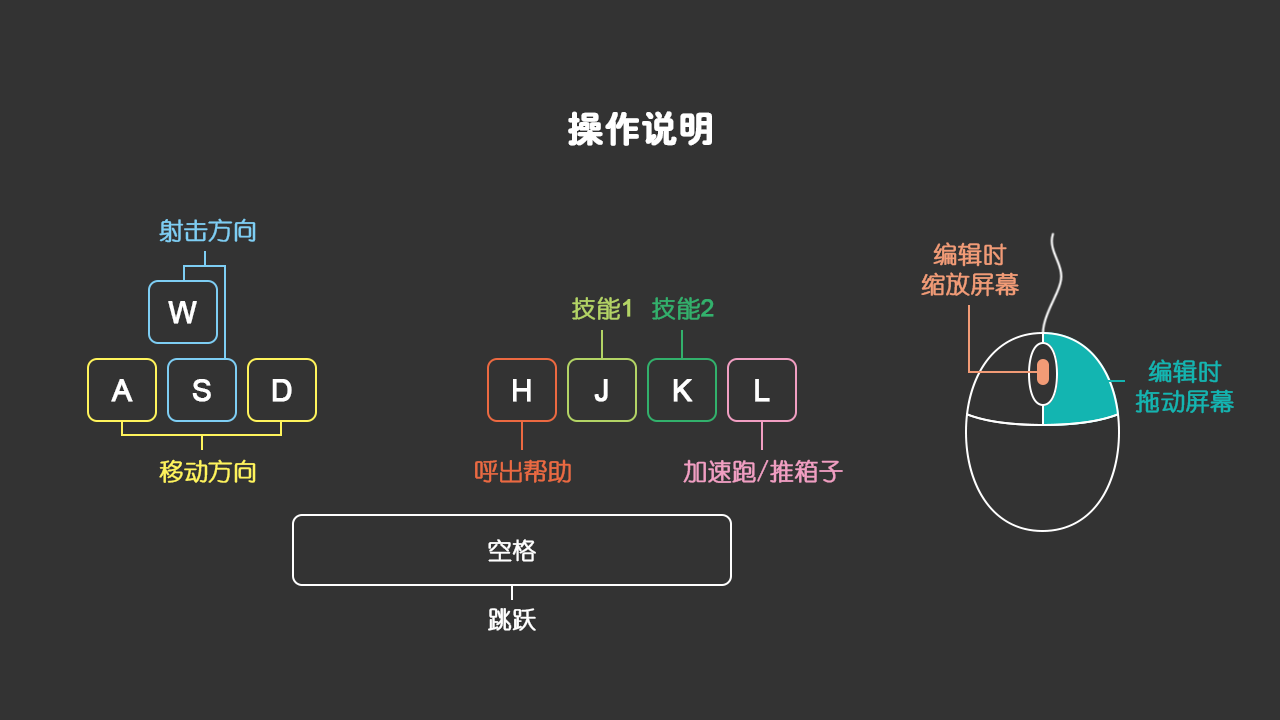 操作说明
射击方向
W
A
S
D
移动方向
技能1
技能2
H
J
K
L
呼出帮助
加速跑/推箱子
空格
跳跃
编辑时
缩放屏幕
编辑时
拖动屏幕